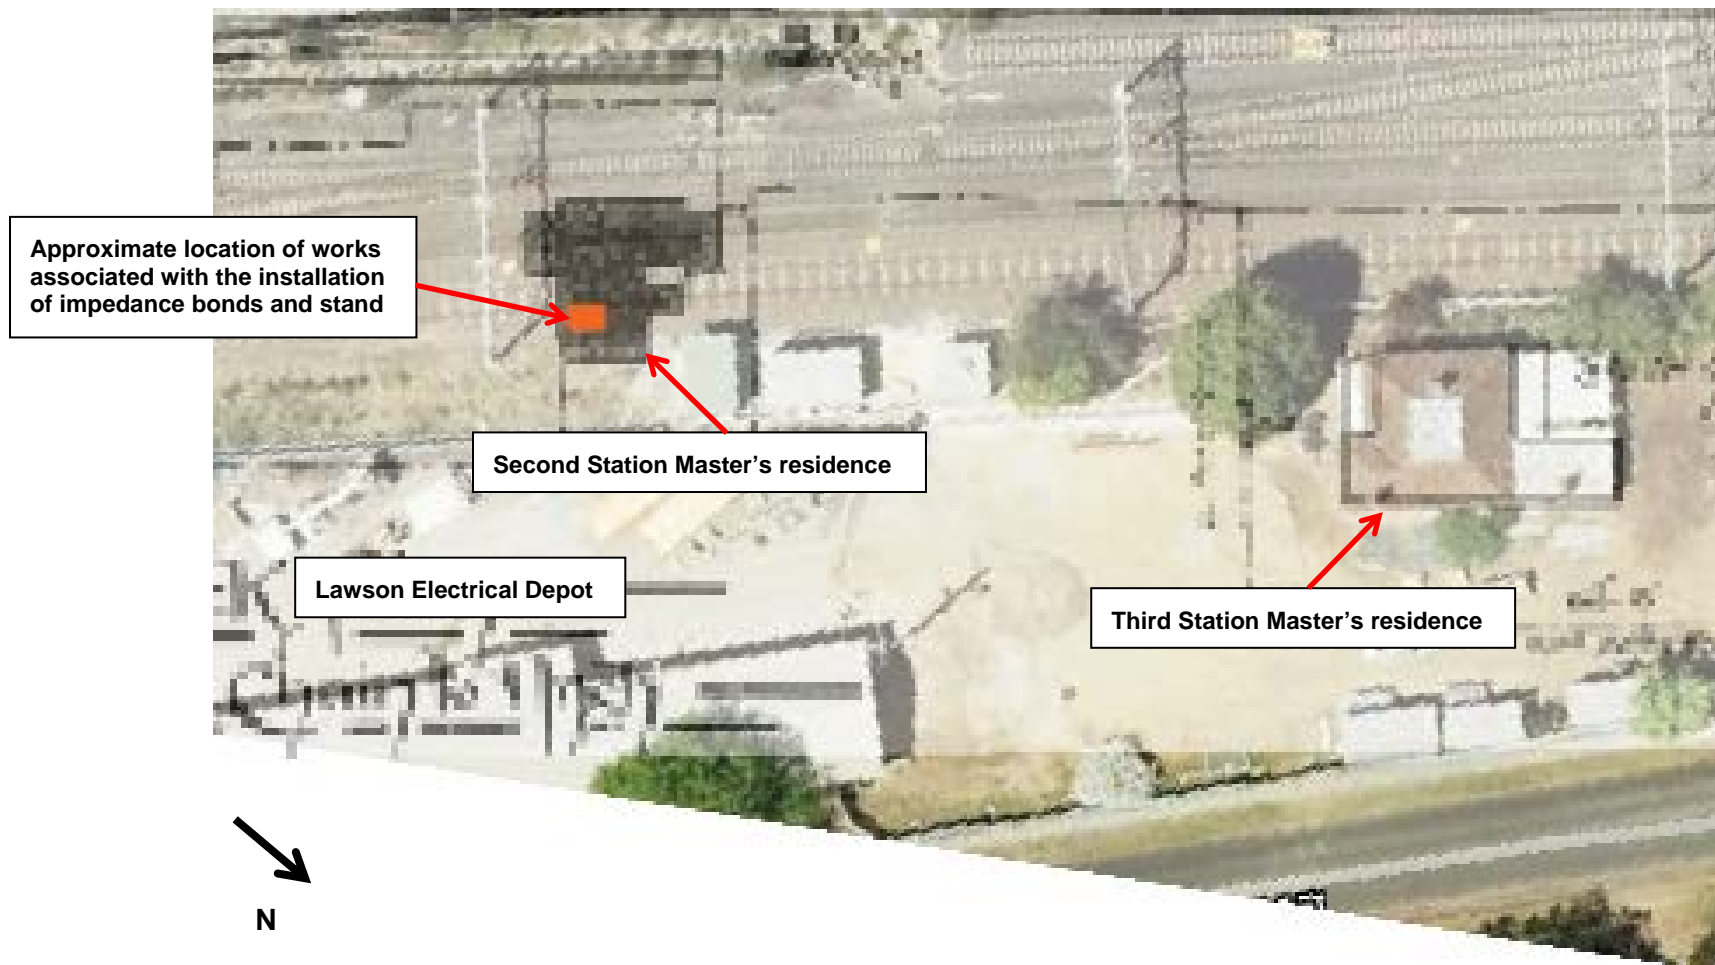 Approximate location of works
associated with the installation
of impedance bonds and stand
Second Station Master’s residence
Lawson Electrical Depot
Third Station Master’s residence
N